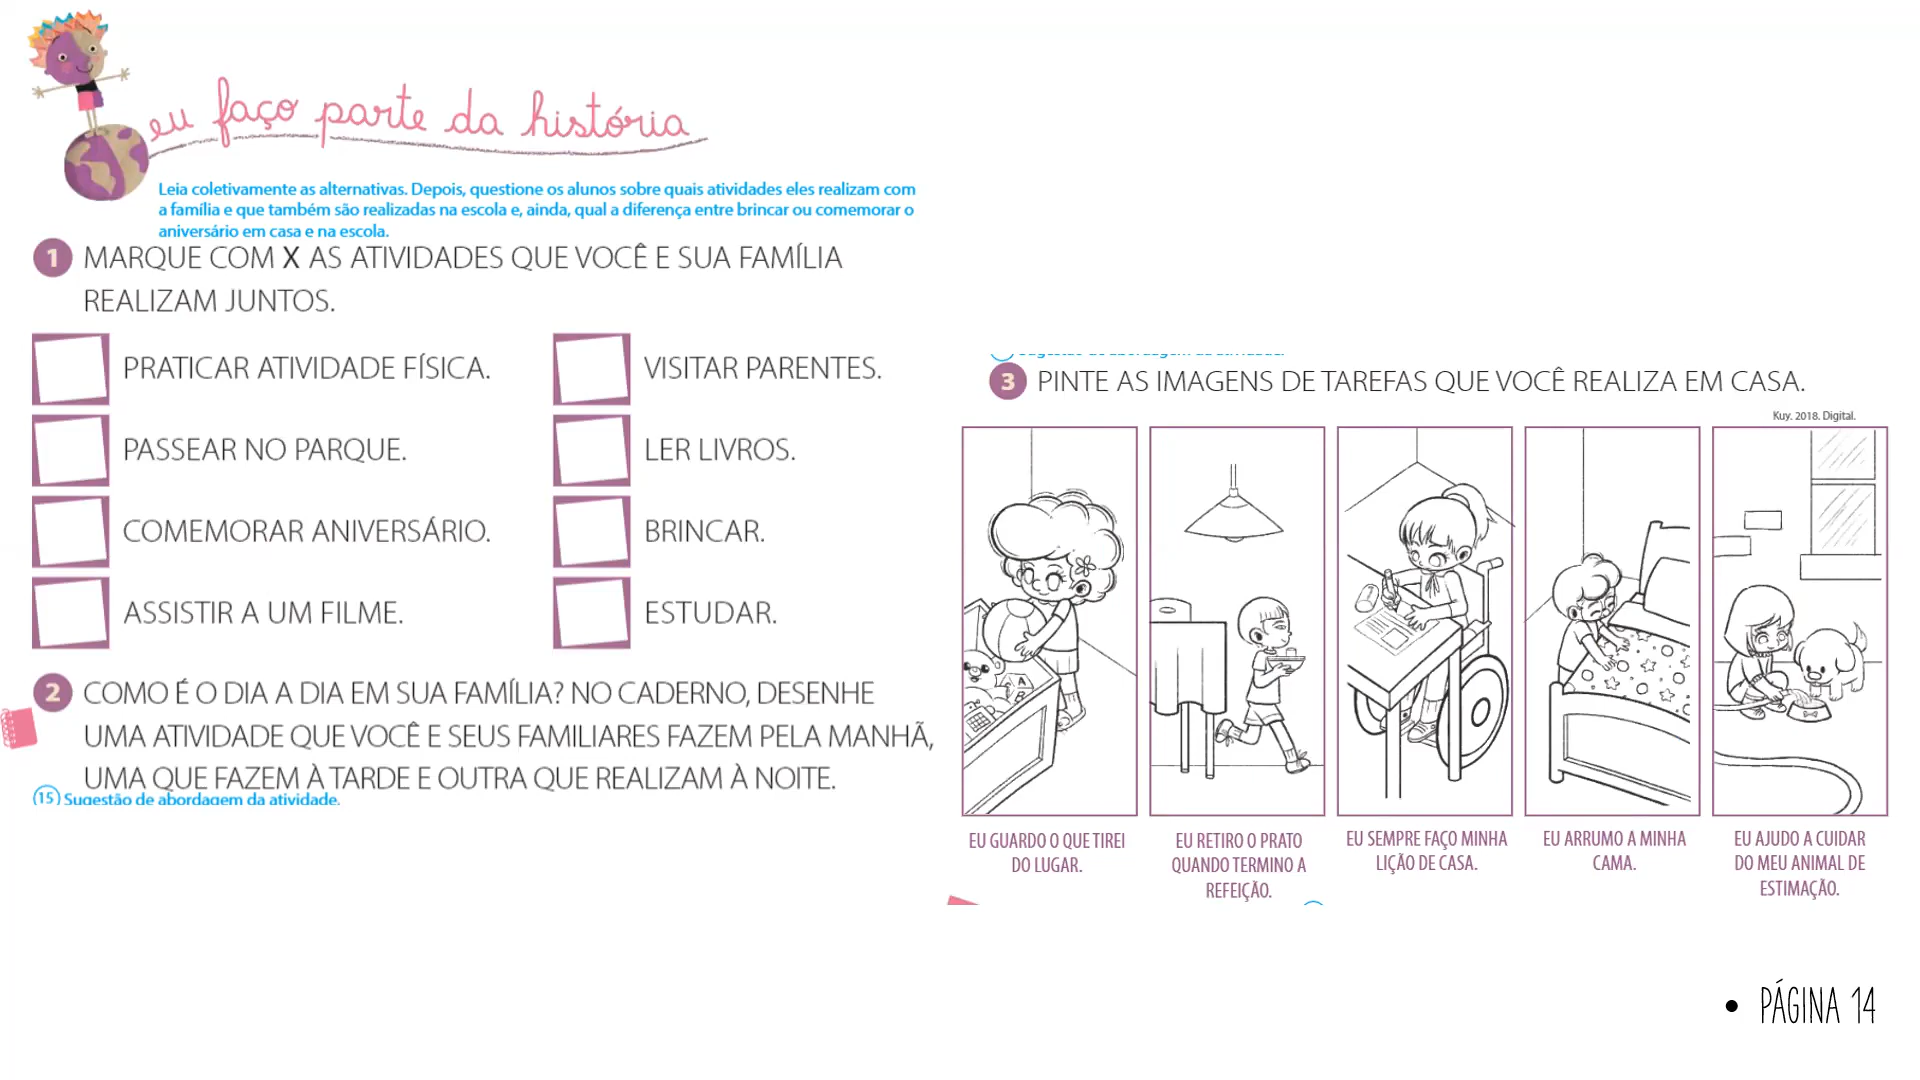 eu faço parte da história
Leia coletivamente as alternativas. Depois, questione os alunos sobre quais atividades eles realizam com
a família e que também são realizadas na escola e, ainda, qual a diferença entre brincar ou comemorar o
aniversário em casa e na escola.
1 MARQUE COM X AS ATIVIDADES QUE VOCÊ E SUA FAMÍLIA
REALIZAM JUNTOS.
PRATICAR ATIVIDADE FÍSICA.
VISITAR PARENTES.
PASSEAR NO PARQUE.
LER LIVROS.
COMEMORAR ANIVERSÁRIO.
BRINCAR.
ASSISTIR A UM FILME.
ESTUDAR.
2 COMO É O DIA A DIA EM SUA FAMÍLIA? NO CADERNO, DESENHE
UMA ATIVIDADE QUE VOCÊ E SEUS FAMILIARES FAZEM PELA MANHÃ,
UMA QUE FAZEM À TARDE E OUTRA QUE REALIZAM À NOITE.
15 Sugestão de abordagem da atividade.
3 PINTE AS IMAGENS DE TAREFAS QUE VOCÊ REALIZA EM CASA.
Kuy. 2018. Digital.
EU GUARDO O QUE TIREI
DO LUGAR.
EU RETIRO O PRATO
QUANDO TERMINO A
REFEIÇÃO.
EU SEMPRE FAÇO MINHA
LIÇÃO DE CASA.
EU ARRUMO A MINHA
CAMA.
EU AJUDO A CUIDAR
DO MEU ANIMAL DE
ESTIMAÇÃO.
• PÁGINA 14